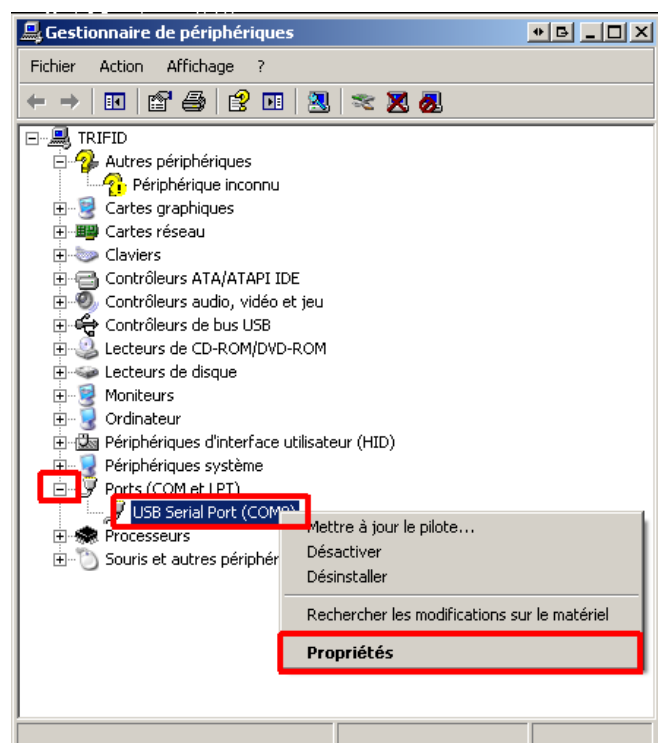 Gestionnaire de périphériques
Fichier Action Affichage ?
TRIFID
Autres périphériques
Périphérique inconnu
Cartes graphiques
Cartes réseau
Claviers
Contrôleurs ATA/ATAPI IDE
Contrôleurs audio, vidéo et jeu
Contrôleurs de bus USB
Lecteurs de CD-ROM/DVD-ROM
Lecteurs de disque
Moniteurs
Ordinateur
Périphériques d'interface utilisateur (HID)
Périphériques système
Ports (COM et LPT)
USB Serial Port
Processeurs
Souris et autres périphér
Mettre à jour le pilote...
Désactiver
Désinstaller
Rechercher les modifications sur le matériel
Propriétés